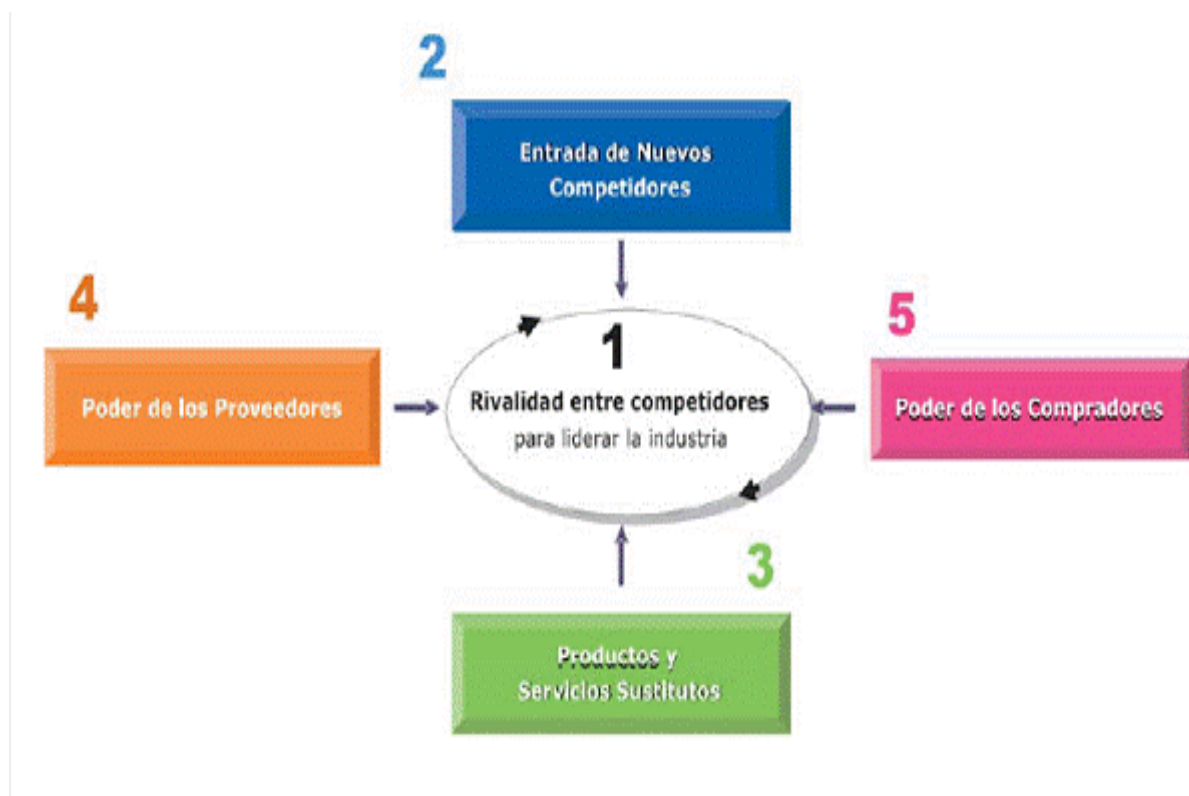 2
Entrada de Nuevos
Competidores
4
Poder de los Proveedores
1
Rivalidad entre competidores
para liderar la industria
5
Poder de los Compradores
3
Productos y
Servicios Sustitutos